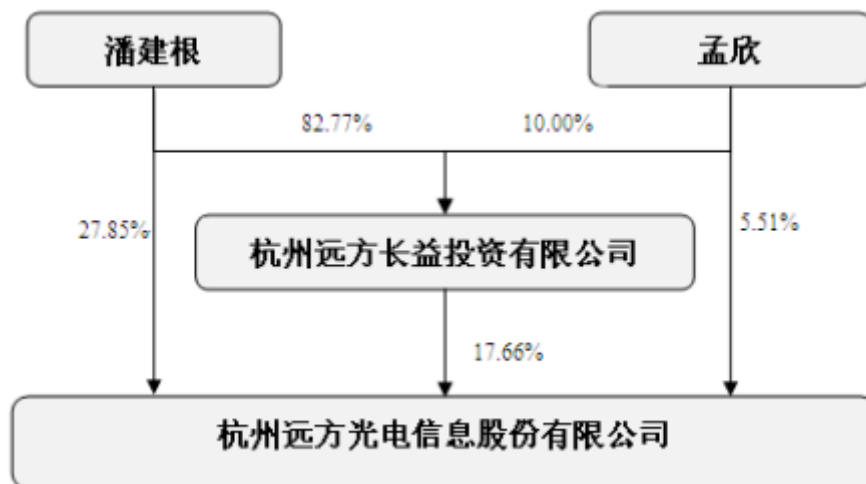 潘建根
孟欣
82.77%
10.00%
27.85%
5.51%
杭州远方长益投资有限公司
17.66%
杭州远方光电信息股份有限公司